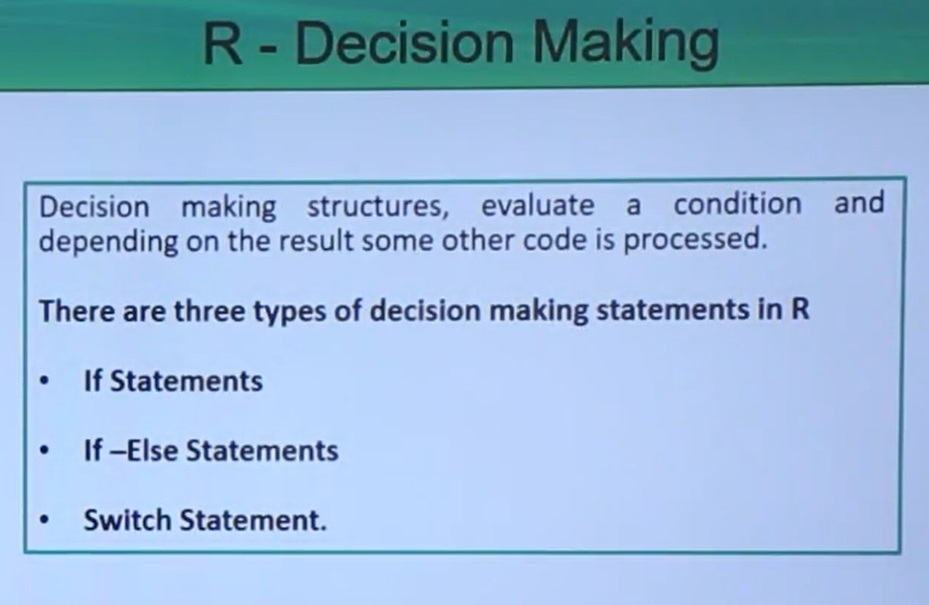 R - Decision Making
Decision making structures, evaluate a condition and
depending on the result some other code is processed.
There are three types of decision making statements in R
• If Statements
• If –Else Statements
• Switch Statement.